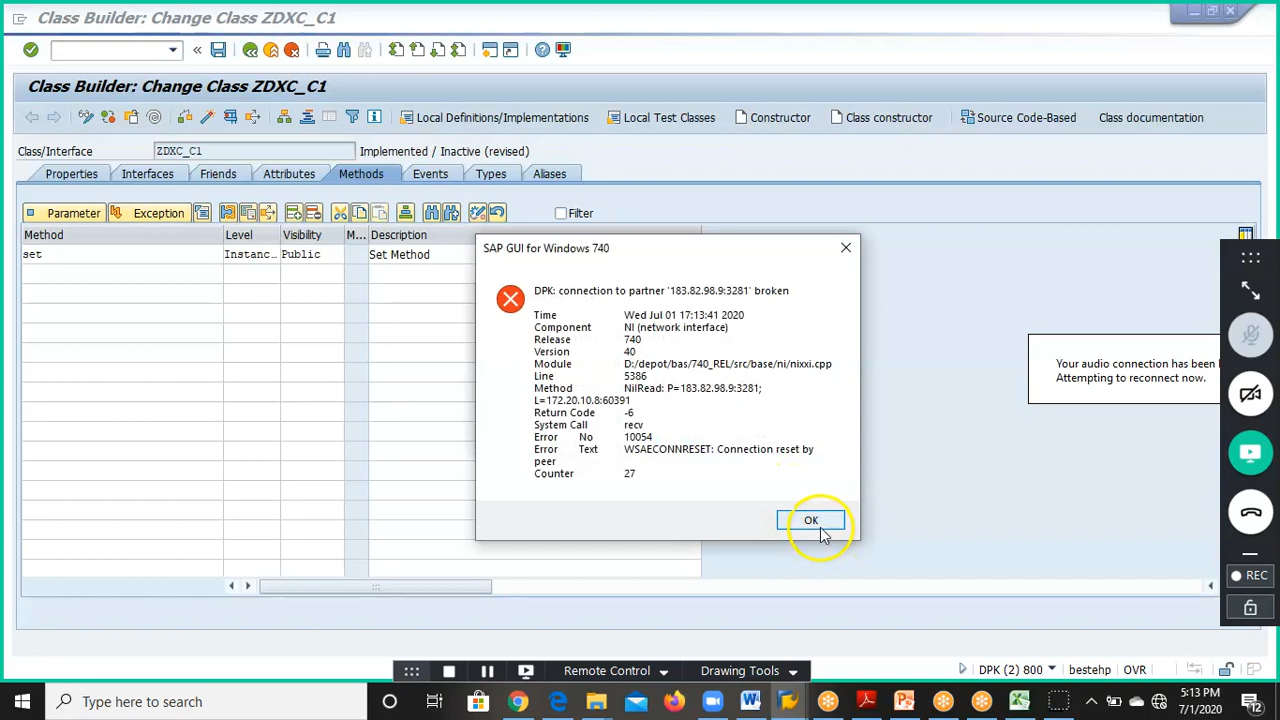 Class Builder: Change Class ZDXC_C1
Class Builder: Change Class ZDXC_C1
Local Definitions/Implementations
Local Test Classes
Constructor
Class constructor
Source Code-Based
Class documentation
Class/Interface
ZDXC_C1
Implemented / Inactive (revised)
Properties
Interfaces
Friends
Attributes
Methods
Events
Types
Aliases
Parameter
Exception
Filter
Method
Level
Visibility
M...
Description
set
Instanc..
Public
Set Method
SAP GUI for Windows 740
DPK: connection to partner '183.82.98.9:3281' broken
Time Wed Jul 01 17:13:41 2020
Component NI (network interface)
Release 740
Version 40
Module D:/depot/bas/740_REL/src/base/ni/nixxi.cpp
Line 5386
Method NiIRead: P=183.82.98.9:3281;
L=172.20.10.8:60391
Return Code -6
System Call recv
Error No 10054
Error Text WSAECONNRESET: Connection reset by
peer
Counter 27
OK
Your audio connection has been
Attempting to reconnect now.
REC
Remote Control
Drawing Tools
DPK (2) 800
bestehp
OVR
Type here to search
5:13 PM
7/1/2020
12